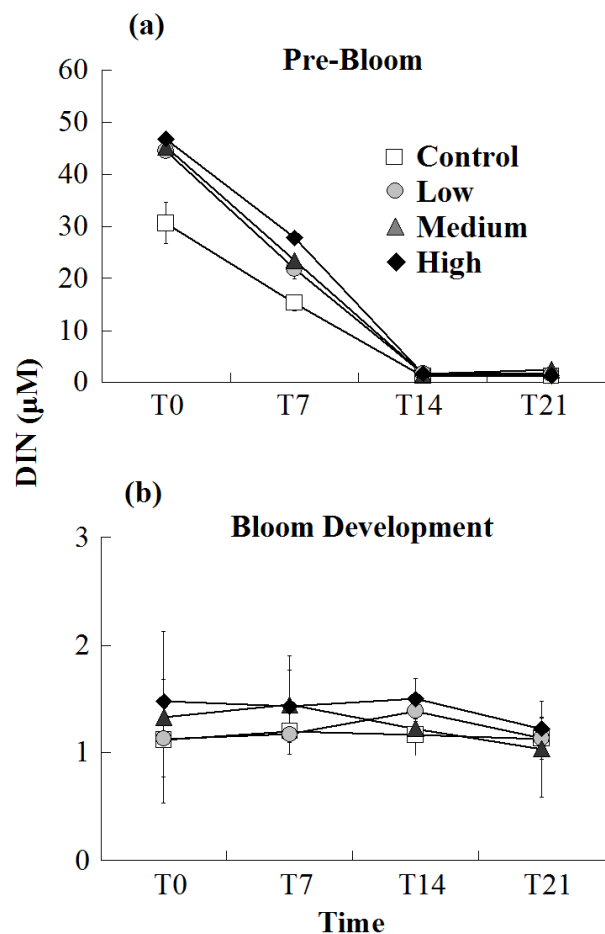 (a)
Pre-Bloom
60
50
40
30
20
10
0
Control
Low
Medium
High
T0 T7 T14 T21
DIN (µM)
(b)
Bloom Development
3
2
1
0
T0 T7 T14 T21
Time